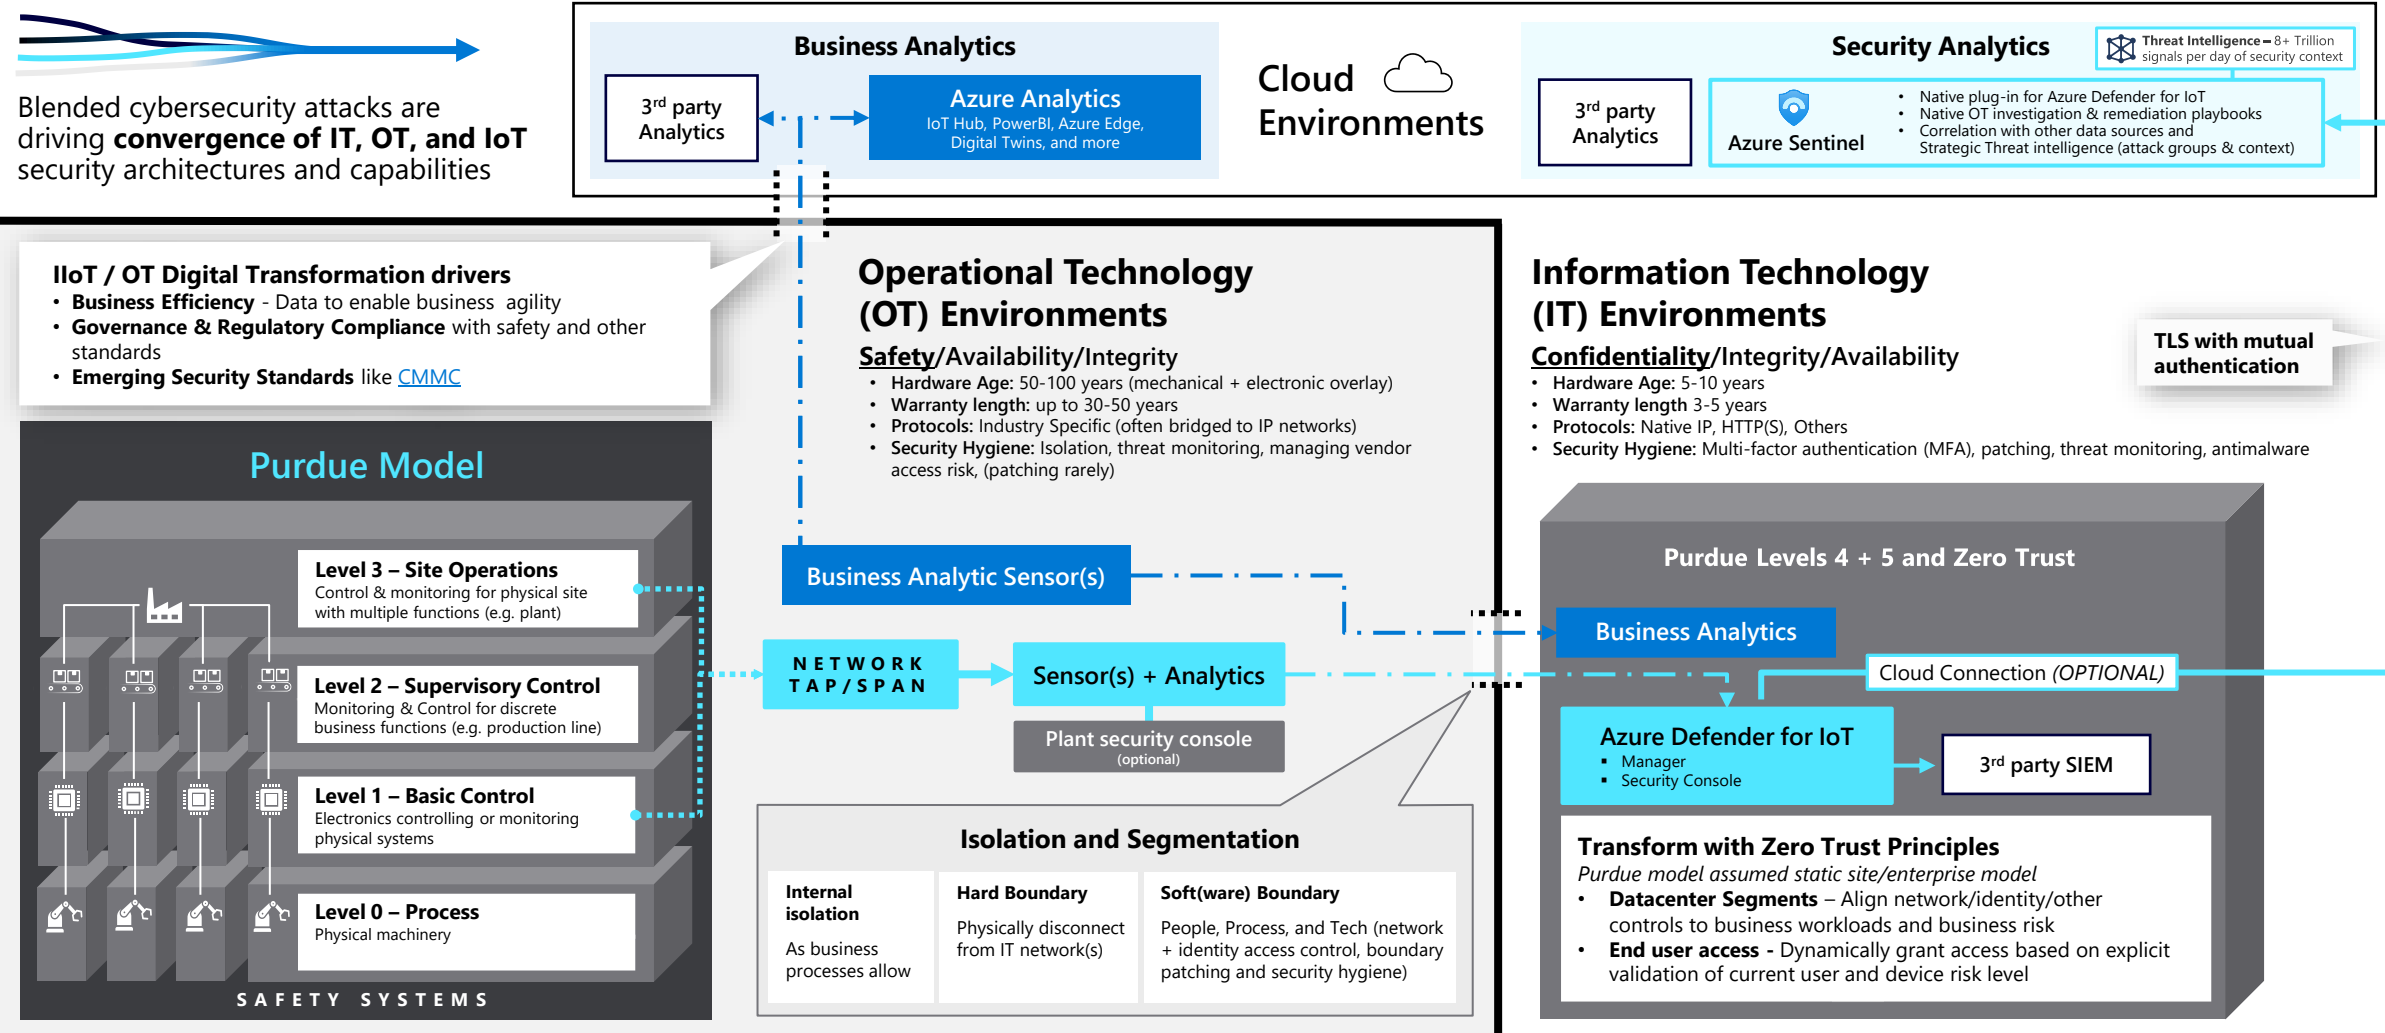 Blended cybersecurity attacks are
driving convergence of IT, OT, and IoT
security architectures and capabilities
Business Analytics
3rd party
Analytics
Azure Analytics
IoT Hub, PowerBI, Azure Edge,
Digital Twins, and more
Cloud
Environments
Security Analytics
Threat Intelligence – 8+ Trillion
signals per day of security context
3rd party
Analytics
Azure Sentinel
• Native plug-in for Azure Defender for IoT
• Native OT investigation & remediation playbooks
• Correlation with other data sources and
Strategic Threat intelligence (attack groups & context)
IIoT / OT Digital Transformation drivers
• Business Efficiency - Data to enable business agility
• Governance & Regulatory Compliance with safety and other
standards
• Emerging Security Standards like CMMC
Operational Technology
(OT) Environments
Safety/Availability/Integrity
• Hardware Age: 50-100 years (mechanical + electronic overlay)
• Warranty length: up to 30-50 years
• Protocols: Industry Specific (often bridged to IP networks)
• Security Hygiene: Isolation, threat monitoring, managing vendor
access risk, (patching rarely)
Information Technology
(IT) Environments
Confidentiality/Integrity/Availability
• Hardware Age: 5-10 years
• Warranty length 3-5 years
• Protocols: Native IP, HTTP(S), Others
• Security Hygiene: Multi-factor authentication (MFA), patching, threat monitoring, antimalware
TLS with mutual
authentication
Purdue Model
Level 3 – Site Operations
Control & monitoring for physical site
with multiple functions (e.g. plant)
Level 2 – Supervisory Control
Monitoring & Control for discrete
business functions (e.g. production line)
Level 1 – Basic Control
Electronics controlling or monitoring
physical systems
Level 0 – Process
Physical machinery
SAFETY SYSTEMS
Business Analytic Sensor(s)
NETWORK
TAP/SPAN
Sensor(s) + Analytics
Plant security console
(optional)
Isolation and Segmentation
Internal
isolation
As business
processes allow
Hard Boundary
Physically disconnect
from IT network(s)
Soft(ware) Boundary
People, Process, and Tech (network
+ identity access control, boundary
patching and security hygiene)
Purdue Levels 4 + 5 and Zero Trust
Business Analytics
Cloud Connection (OPTIONAL)
Azure Defender for IoT
▪ Manager
▪ Security Console
3rd party SIEM
Transform with Zero Trust Principles
Purdue model assumed static site/enterprise model
• Datacenter Segments – Align network/identity/other
controls to business workloads and business risk
• End user access - Dynamically grant access based on explicit
validation of current user and device risk level